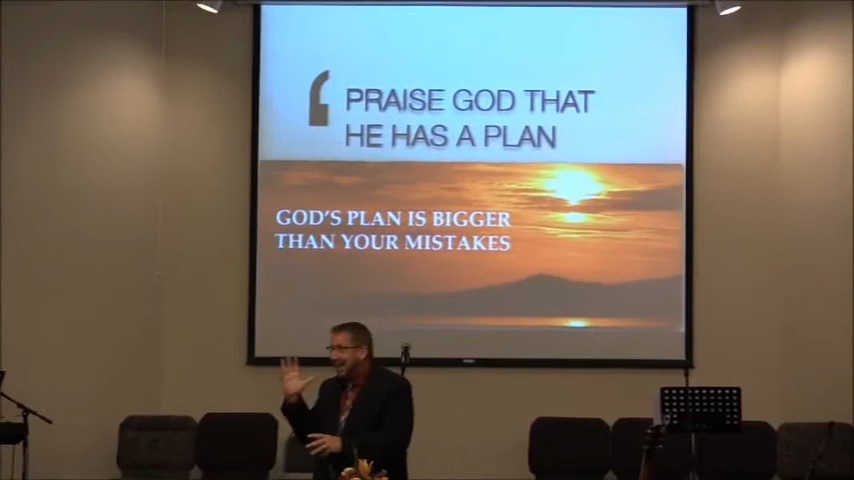 PRAISE GOD THAT
HE HAS A PLAN
GOD'S PLAN IS BIGGER
THAN YOUR MISTAKES